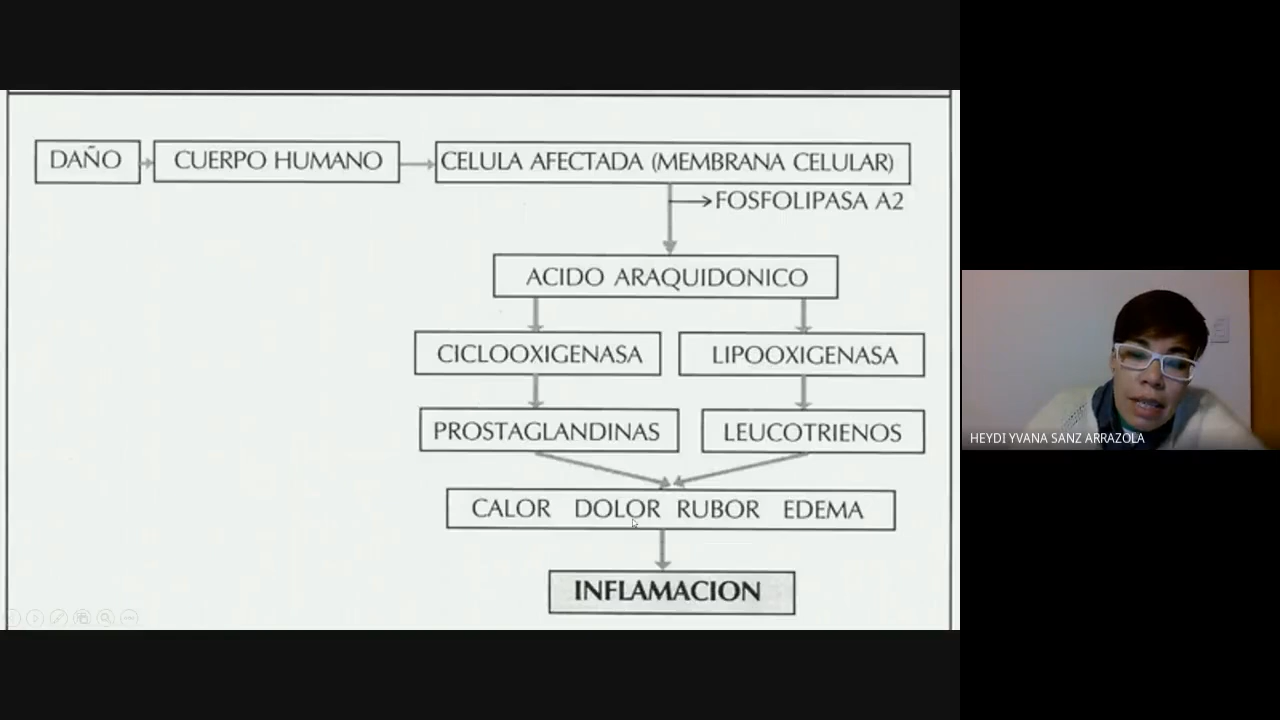 DAÑO
CUERPO HUMANO
CELULA AFECTADA (MEMBRANA CELULAR)
FOSFOLIPASA A2
ACIDO ARAQUIDONICO
CICLOOXIGENASA
LIPOOXIGENASA
PROSTAGLANDINAS
LEUCOTRIENOS
CALOR DOLOR RUBOR EDEMA
INFLAMACION
HEYDI YVANA SANZ ARRAZOLA